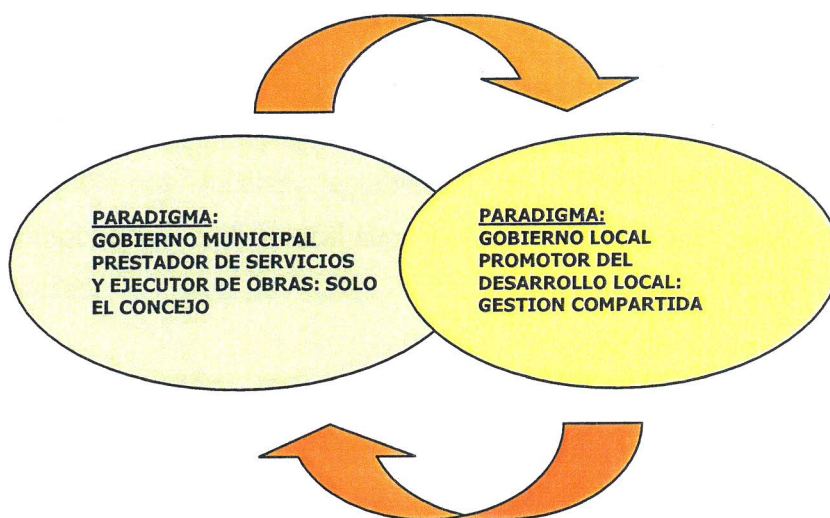 PARADIGMA:
GOBIERNO MUNICIPAL
PRESTADOR DE SERVICIOS
Y EJECUTOR DE OBRAS: SOLO
EL CONCEJO
PARADIGMA:
GOBIERNO LOCAL
PROMOTOR DEL
DESARROLLO LOCAL:
GESTION COMPARTIDA